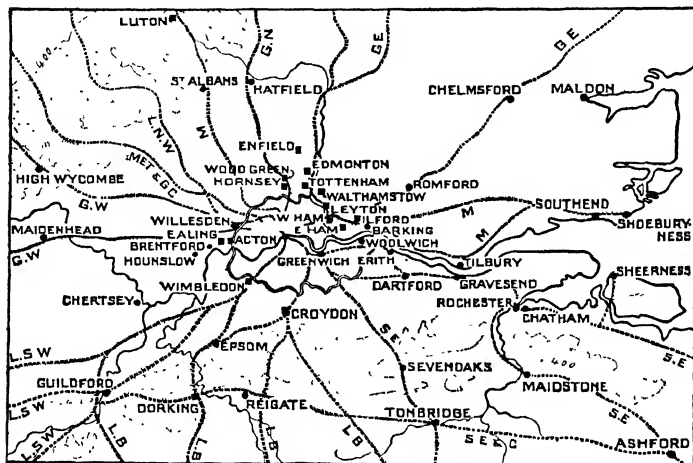 LUTON
G.N
G.E
G.E
400
ST ALBANS
HATFIELD
CHELMSFORD
MALDON
L.N.W
M
ENFIELD
MET & G.C
EDMONTON
WOOD GREEN
HIGH WYCOMBE
HORNSEY
TOTTENHAM
ROMFORD
WALTHAMSTOW
G.W
LEYTON
M
SOUTHEND
WILLESDEN
W HAM
ILFORD
SHOEBURYNESS
MAIDENHEAD
EALING
ACTON
E HAM
BARKING
M
BRENTFORD
WOOLWICH
G.W
HOUNSLOW
GREENWICH
ERITH
TILBURY
SHEERNESS
WIMBLEDON
DARTFORD
GRAVESEND
CHERTSEY
ROCHESTER
CROYDON
CHATHAM
S.E
L.S.W
EPSOM
400
S.E
SEVENOAKS
GUILDFORD
MAIDSTONE
L.S.W
DORKING
REIGATE
TONBRIDGE
S.E
L.S.W
L.B
L.B
L.B
L.B
S.E & C
ASHFORD